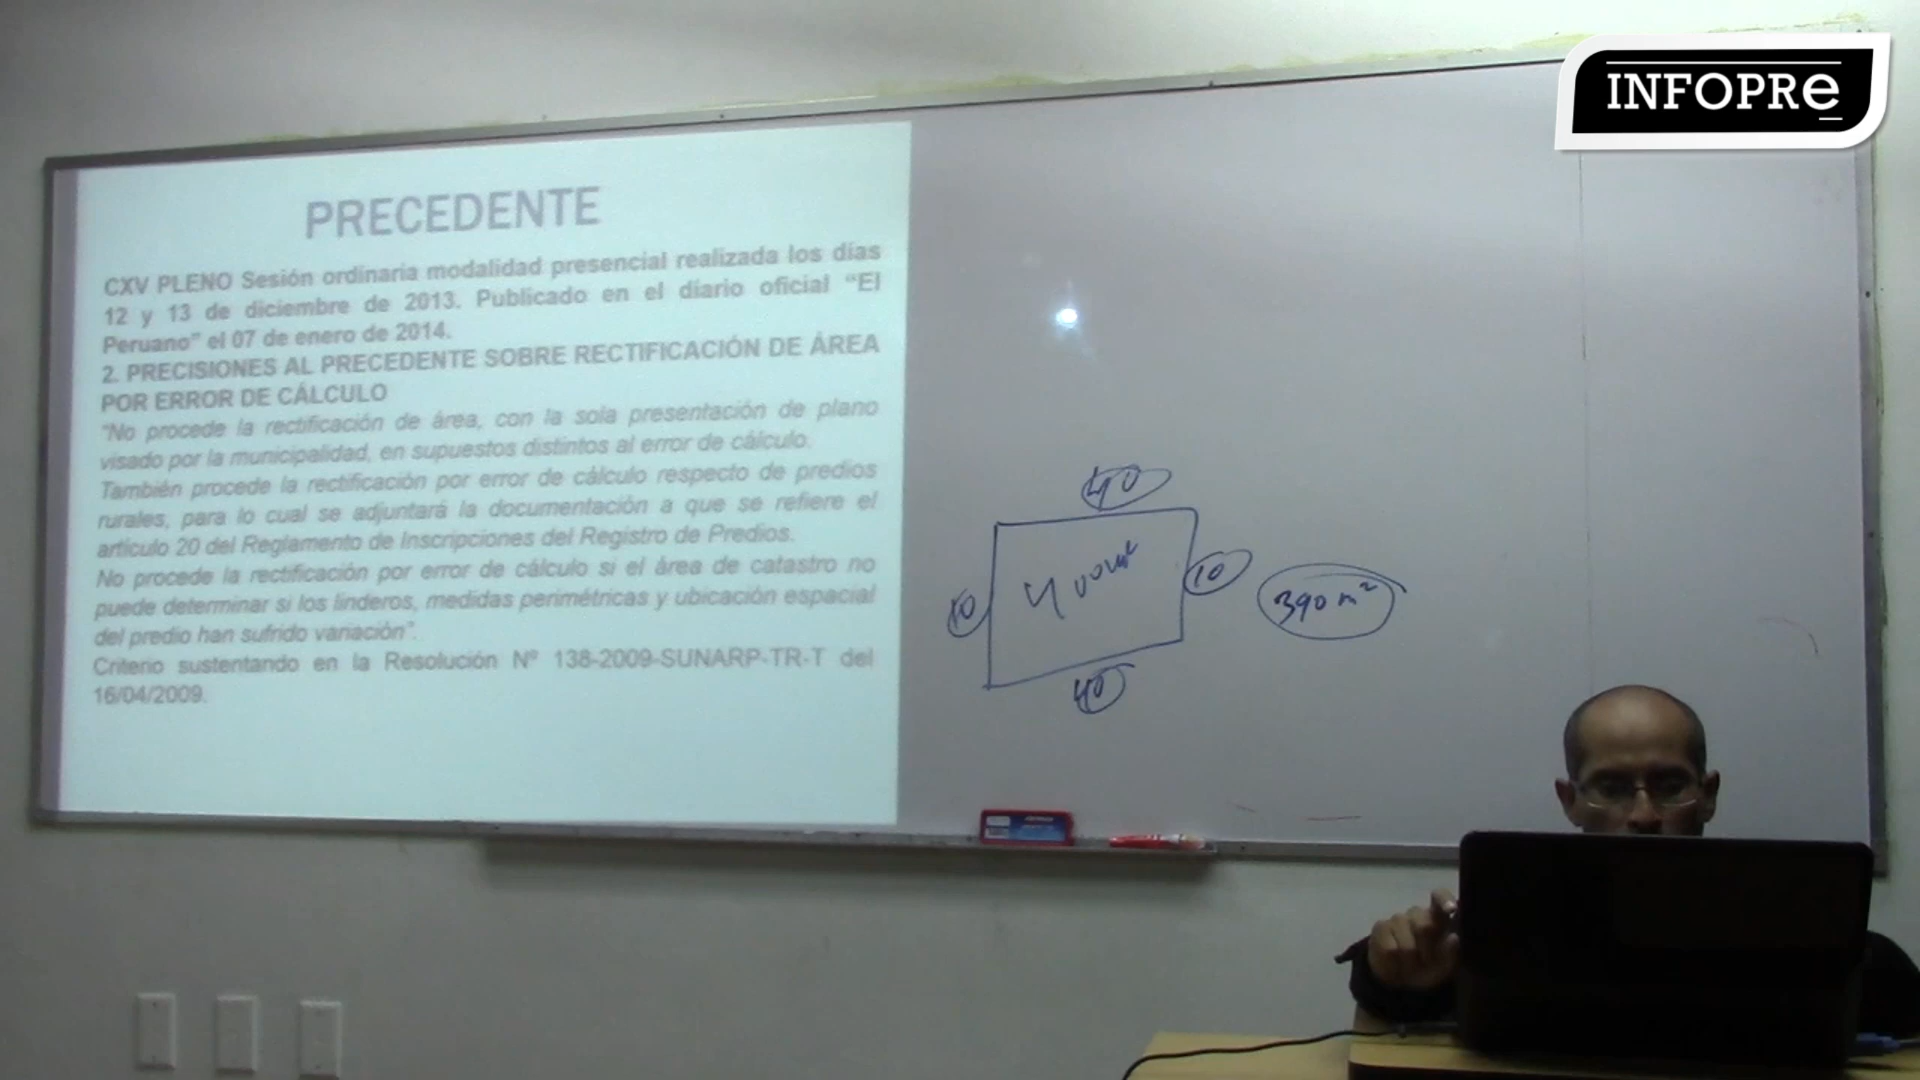 INFOPRe
PRECEDENTE
CXV PLENO Sesión ordinaria modalidad presencial realizada los días
12 y 13 de diciembre de 2013. Publicado en el diario oficial “El
Peruano” el 07 de enero de 2014.
2. PRECISIONES AL PRECEDENTE SOBRE RECTIFICACIÓN DE ÁREA
POR ERROR DE CÁLCULO
“No procede la rectificación de área, con la sola presentación de plano
visado por la municipalidad, en supuestos distintos al error de cálculo.
También procede la rectificación por error de cálculo respecto de predios
rurales, para lo cual se adjuntará la documentación a que se refiere el
artículo 20 del Reglamento de Inscripciones del Registro de Predios.
No procede la rectificación por error de cálculo si el área de catastro no
puede determinar si los linderos, medidas perimétricas y ubicación espacial
del predio han sufrido variación”.
Criterio sustentando en la Resolución Nº 138-2009-SUNARP-TR-T del
16/04/2009.
40
400m²
10
10
390 m²
40